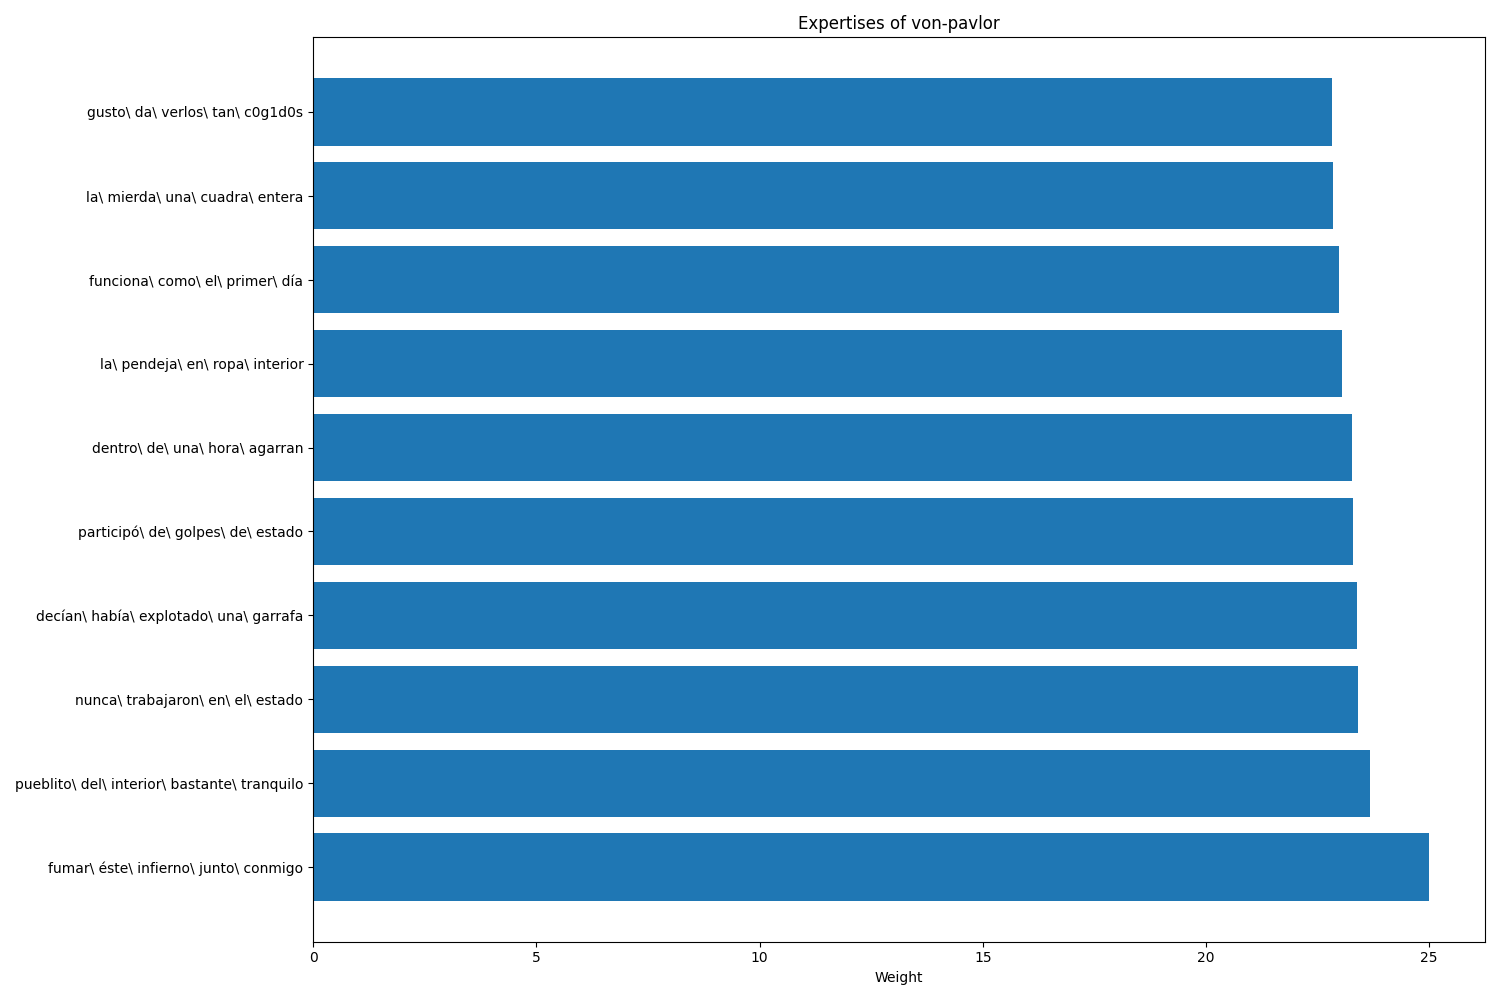 Expertises of von-pavlor
gusto\ da\ verlos\ tan\ c0g1d0s
la\ mierda\ una\ cuadra\ entera
funciona\ como\ el\ primer\ día
la\ pendeja\ en\ ropa\ interior
dentro\ de\ una\ hora\ agarran
participó\ de\ golpes\ de\ estado
decían\ había\ explotado\ una\ garrafa
nunca\ trabajaron\ en\ el\ estado
pueblito\ del\ interior\ bastante\ tranquilo
fumar\ éste\ infierno\ junto\ conmigo
0 5 10 15 20 25
Weight